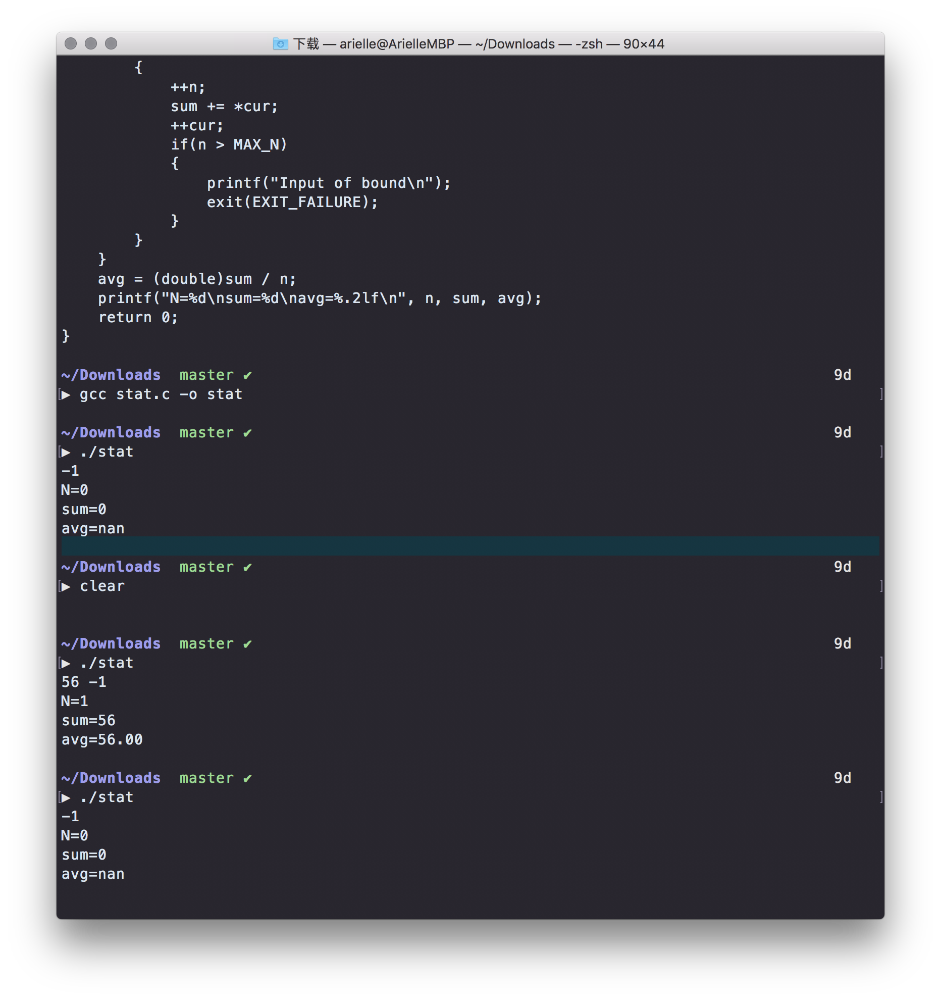 下载 — arielle@ArielleMBP — ~/Downloads — -zsh — 90×44
{
++n;
sum += *cur;
++cur;
if(n > MAX_N)
{
printf("Input of bound\n");
exit(EXIT_FAILURE);
}
}
}
avg = (double)sum / n;
printf("N=%d\nsum=%d\navg=%.2lf\n", n, sum, avg);
return 0;
}
~/Downloads  master ✔ 9d
[▶ gcc stat.c -o stat ]
~/Downloads  master ✔ 9d
[▶ ./stat ]
-1
N=0
sum=0
avg=nan
~/Downloads  master ✔ 9d
[▶ clear ]
~/Downloads  master ✔ 9d
[▶ ./stat ]
56 -1
N=1
sum=56
avg=56.00
~/Downloads  master ✔ 9d
[▶ ./stat ]
-1
N=0
sum=0
avg=nan